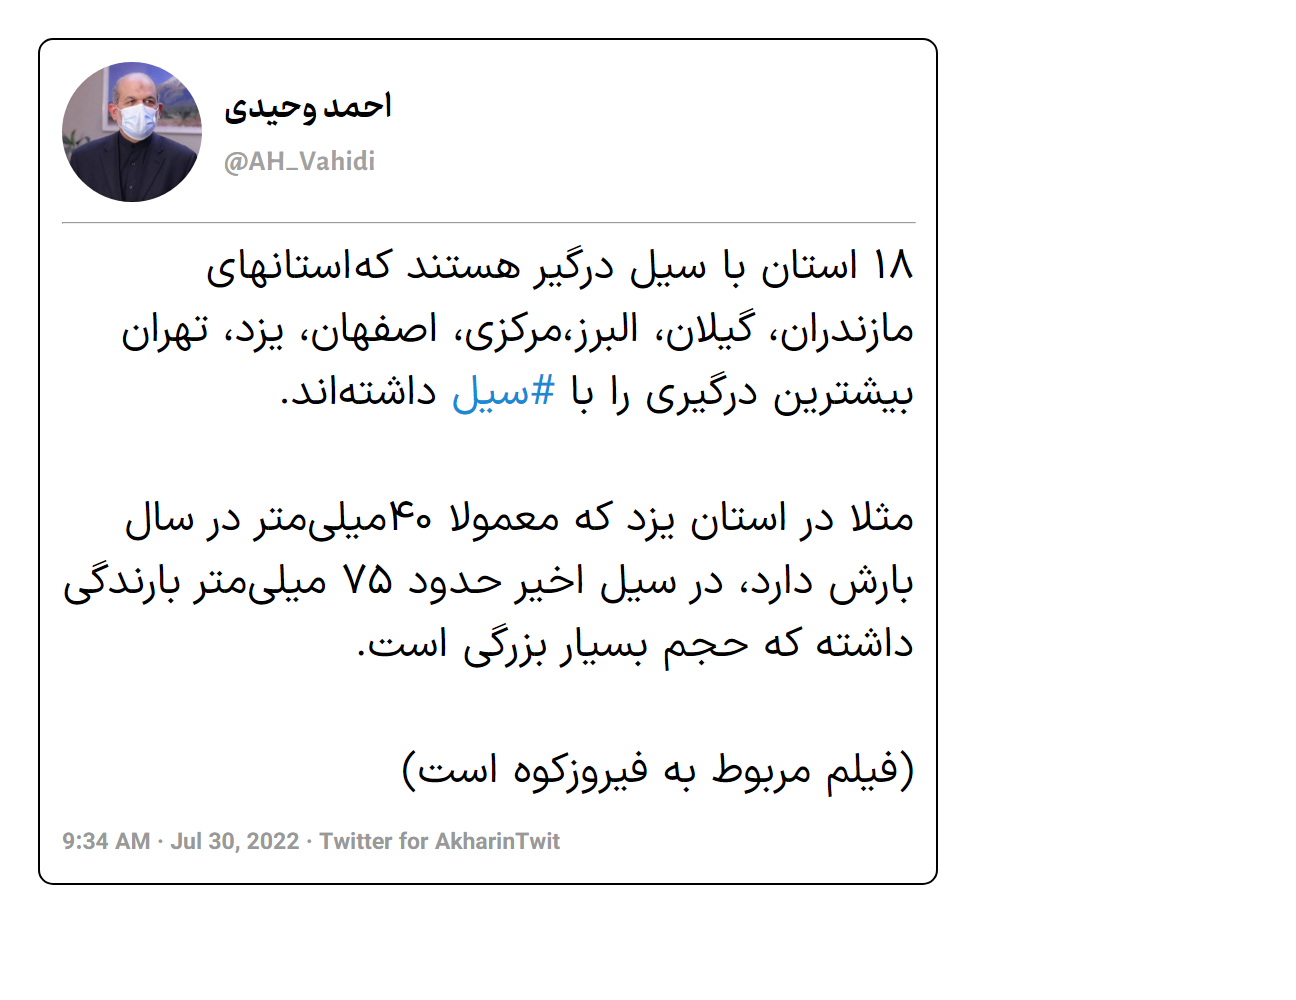 احمد وحیدی
@AH_Vahidi
۱۸ استان با سیل درگیر هستند که‌استانهای
مازندران، گیلان، البرز،مرکزی، اصفهان، یزد، تهران
بیشترین درگیری را با #سیل داشته‌اند.
مثلا در استان یزد که معمولا ۴۰میلی‌متر در سال
بارش دارد، در سیل اخیر حدود ۷۵ میلی‌متر بارندگی
داشته که حجم بسیار بزرگی است.
(فیلم مربوط به فیروزکوه است)
9:34 AM · Jul 30, 2022 · Twitter for AkharinTwit